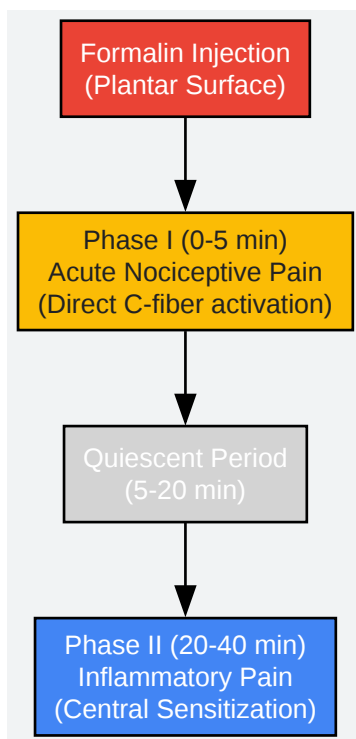 Formalin Injection
(Plantar Surface)
Phase I (0-5 min)
Acute Nociceptive Pain
(Direct C-fiber activation)
Quiescent Period
(5-20 min)
Phase II (20-40 min)
Inflammatory Pain
(Central Sensitization)